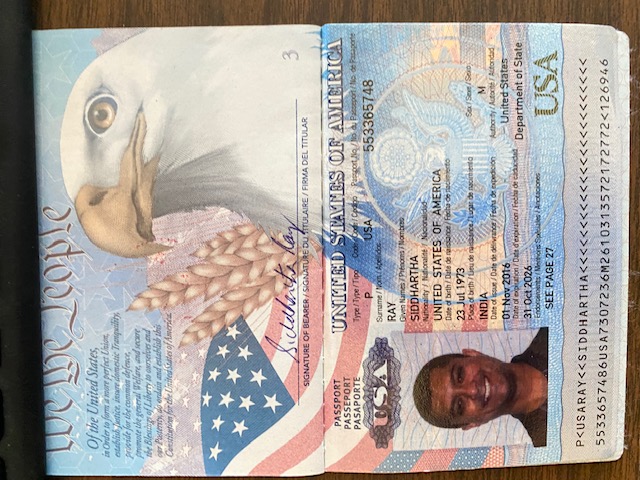 We the People
Of the United States,
in Order to form a more perfect Union,
establish Justice, insure domestic Tranquility,
provide for the common defence,
promote the general Welfare, and secure
the Blessings of Liberty to ourselves and
our Posterity, do ordain and establish this
Constitution for the United States of America.
Siddhartha Ray
SIGNATURE OF BEARER / SIGNATURE DU TITULAIRE / FIRMA DEL TITULAR
3
PASSPORT
PASSEPORT
PASAPORTE
USA
UNITED STATES OF AMERICA
Type / Type / Tipo Code / Code / Codigo Passport No. / No. du Passeport / No. de Pasaporte
P USA 553365748
Surname / Nom / Apellidos
RAY
Given Names / Prénoms / Nombres
SIDDHARTHA
Nationality / Nationalité / Nacionalidad
UNITED STATES OF AMERICA
Date of birth / Date de naissance / Fecha de nacimiento
23 Jul 1973
Place of birth / Lieu de naissance / Lugar de nacimiento
INDIA
Sex / Sexe / Sexo
M
Date of issue / Date de délivrance / Fecha de expedición
01 Nov 2016
Authority / Autorité / Autoridad
United States
Department of State
Date of expiration / Date d'expiration / Fecha de caducidad
31 Oct 2026
Endorsements / Mentions Spéciales / Anotaciones
SEE PAGE 27
USA
P<USARAY<<SIDDHARTHA<<<<<<<<<<<<<<<<<<<<<<<<
5533657486USA7307236M2610313572172772<126946